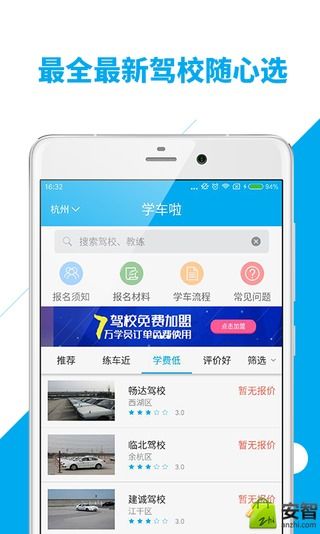 最全最新驾校随心选
16:32
94%
杭州
学车啦
搜索驾校、教练
报名须知
报名材料
学车流程
常见问题
7 驾校免费加盟
万学员订单免费使用
点击加盟
推荐
练车近
学费低
评价好
筛选
畅达驾校
暂无报价
西湖区
3.0
临北驾校
暂无报价
余杭区
3.0
建诚驾校
暂无报价
江干区
3.0
zhi
安智
anzhi.com